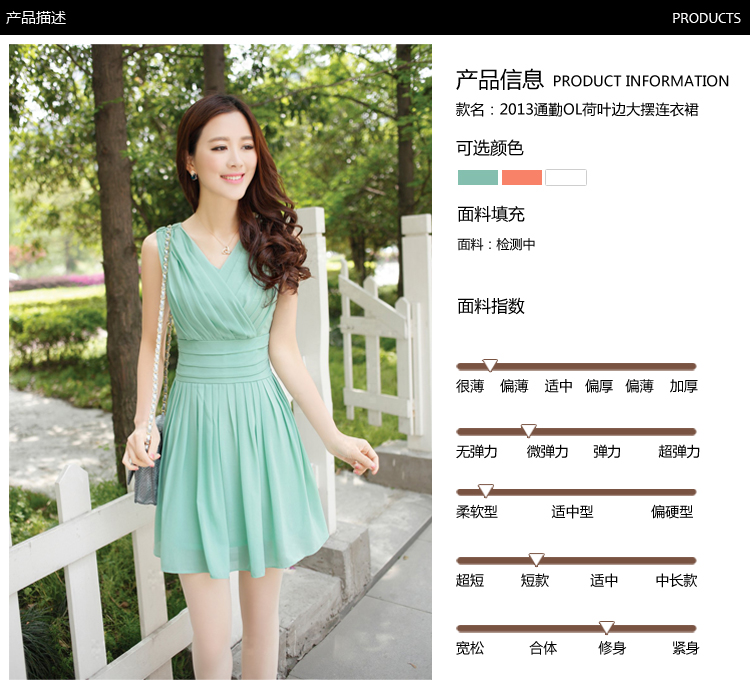 产品描述 PRODUCTS
产品信息 PRODUCT INFORMATION
款名：2013通勤OL荷叶边大摆连衣裙
可选颜色
面料填充
面料：检测中
面料指数
很薄 偏薄 适中 偏厚 偏薄 加厚
无弹力 微弹力 弹力 超弹力
柔软型 适中型 偏硬型
超短 短款 适中 中长款
宽松 合体 修身 紧身